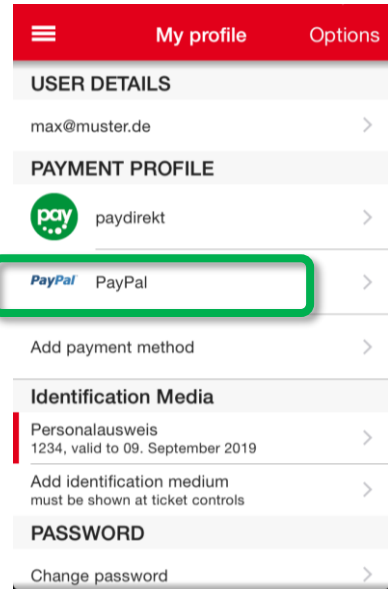 My profile Options
USER DETAILS
max@muster.de
PAYMENT PROFILE
pay paydirekt
PayPal PayPal
Add payment method
Identification Media
Personalausweis
1234, valid to 09. September 2019
Add identification medium
must be shown at ticket controls
PASSWORD
Change password